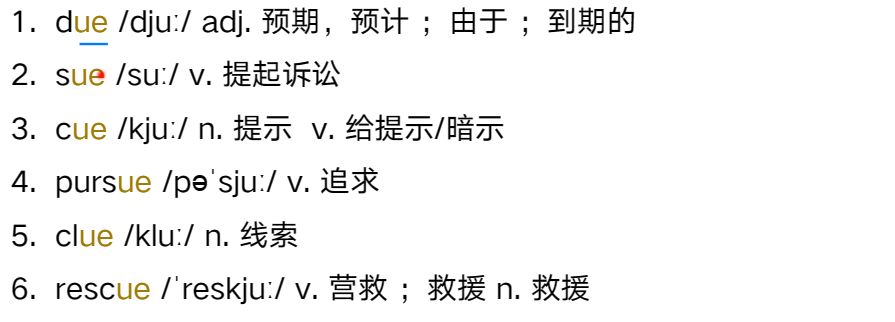 1. due /djuː/ adj. 预期，预计 ；由于 ；到期的
2. sue /suː/ v. 提起诉讼
3. cue /kjuː/ n. 提示 v. 给提示/暗示
4. pursue /pəˈsjuː/ v. 追求
5. clue /kluː/ n. 线索
6. rescue /ˈreskjuː/ v. 营救 ；救援 n. 救援